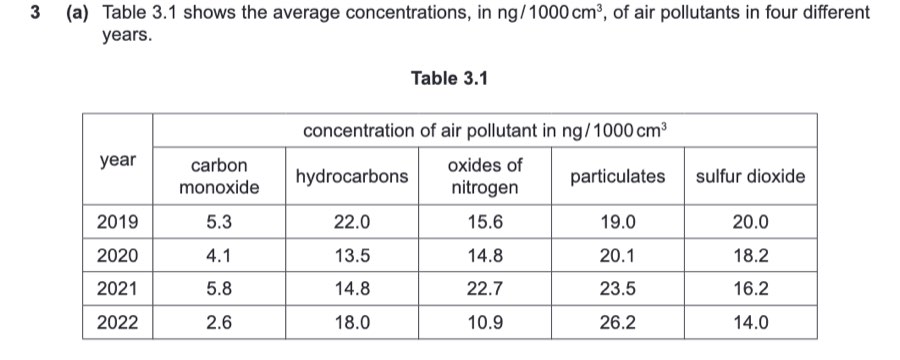 3 (a) Table 3.1 shows the average concentrations, in ng/1000 cm³, of air pollutants in four different
years.
Table 3.1
concentration of air pollutant in ng/1000 cm³
year carbon monoxide hydrocarbons oxides of nitrogen particulates sulfur dioxide
2019 5.3 22.0 15.6 19.0 20.0
2020 4.1 13.5 14.8 20.1 18.2
2021 5.8 14.8 22.7 23.5 16.2
2022 2.6 18.0 10.9 26.2 14.0